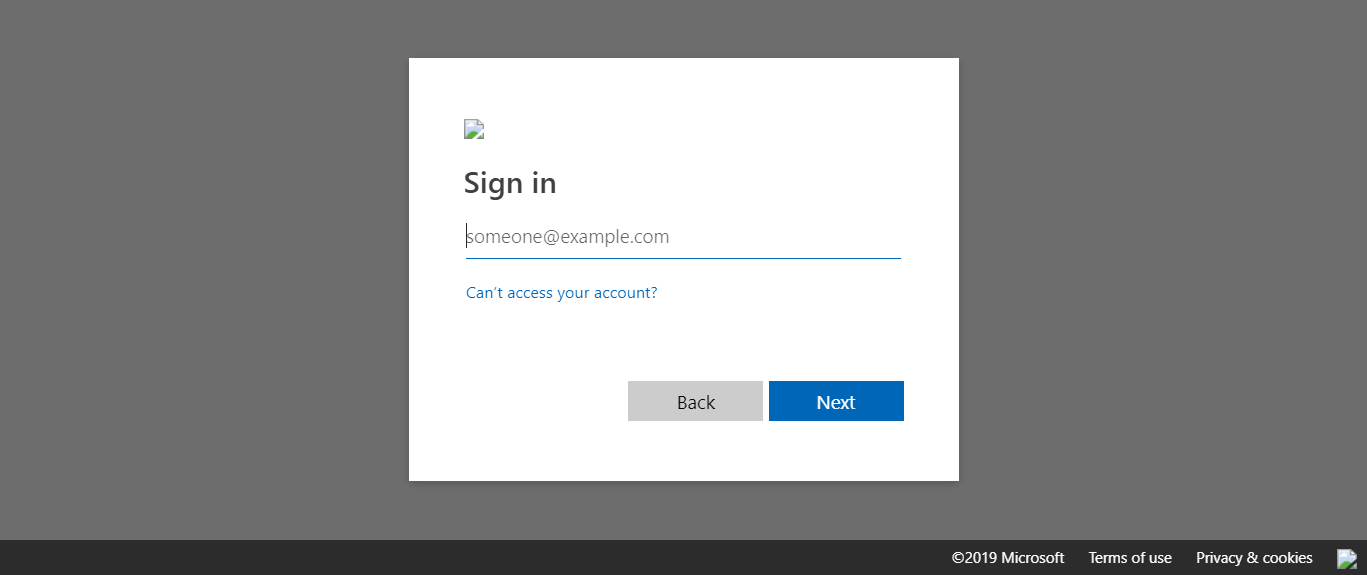 Sign in
someone@example.com
Can't access your account?
Back Next
©2019 Microsoft Terms of use Privacy & cookies